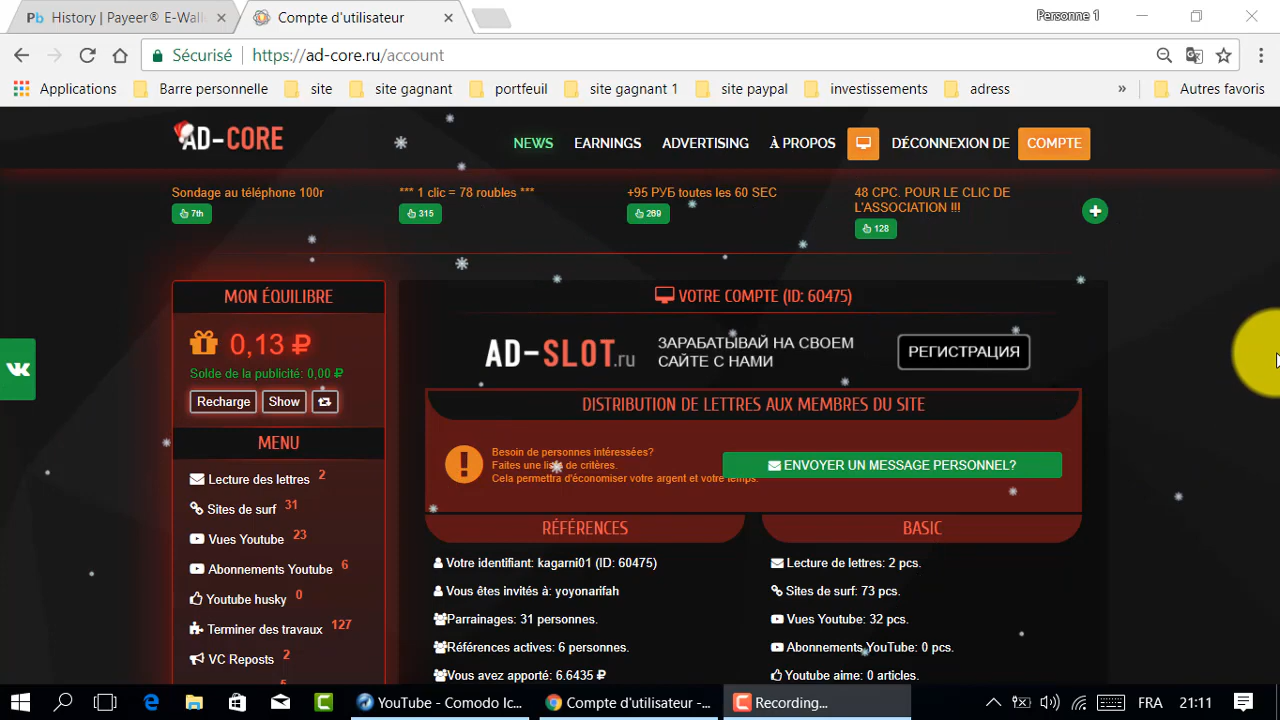 Pb History | Payeer® E-Wall
Compte d'utilisateur
Personne 1
Sécurisé
https://ad-core.ru/account
Applications
Barre personnelle
site
site gagnant
portfeuil
site gagnant 1
site paypal
investissements
adress
»
Autres favoris
AD-CORE
NEWS
EARNINGS
ADVERTISING
À PROPOS
DÉCONNEXION DE
COMPTE
Sondage au téléphone 100r
7th
*** 1 clic = 78 roubles ***
315
+95 РУБ toutes les 60 SEC
269
48 CPC. POUR LE CLIC DE
L'ASSOCIATION !!!
128
MON ÉQUILIBRE
0,13 ₽
Solde de la publicité: 0,00 ₽
Recharge
Show
MENU
Lecture des lettres 2
Sites de surf 31
Vues Youtube 23
Abonnements Youtube 6
Youtube husky 0
Terminer des travaux 127
VC Reposts 2
VOTRE COMPTE (ID: 60475)
AD-SLOT.ru
ЗАРАБАТЫВАЙ НА СВОЕМ
САЙТЕ С НАМИ
РЕГИСТРАЦИЯ
DISTRIBUTION DE LETTRES AUX MEMBRES DU SITE
Besoin de personnes intéressées?
Faites une liste de critères.
Cela permettra d'économiser votre argent et votre temps.
ENVOYER UN MESSAGE PERSONNEL?
RÉFÉRENCES
Votre identifiant: kagarni01 (ID: 60475)
Vous êtes invités à: yoyonarifah
Parrainages: 31 personnes.
Références actives: 6 personnes.
Vous avez apporté: 6.6435 ₽
BASIC
Lecture de lettres: 2 pcs.
Sites de surf: 73 pcs.
Vues Youtube: 32 pcs.
Abonnements YouTube: 0 pcs.
Youtube aime: 0 articles.
YouTube - Comodo Ic...
Compte d'utilisateur -...
Recording...
FRA
21:11